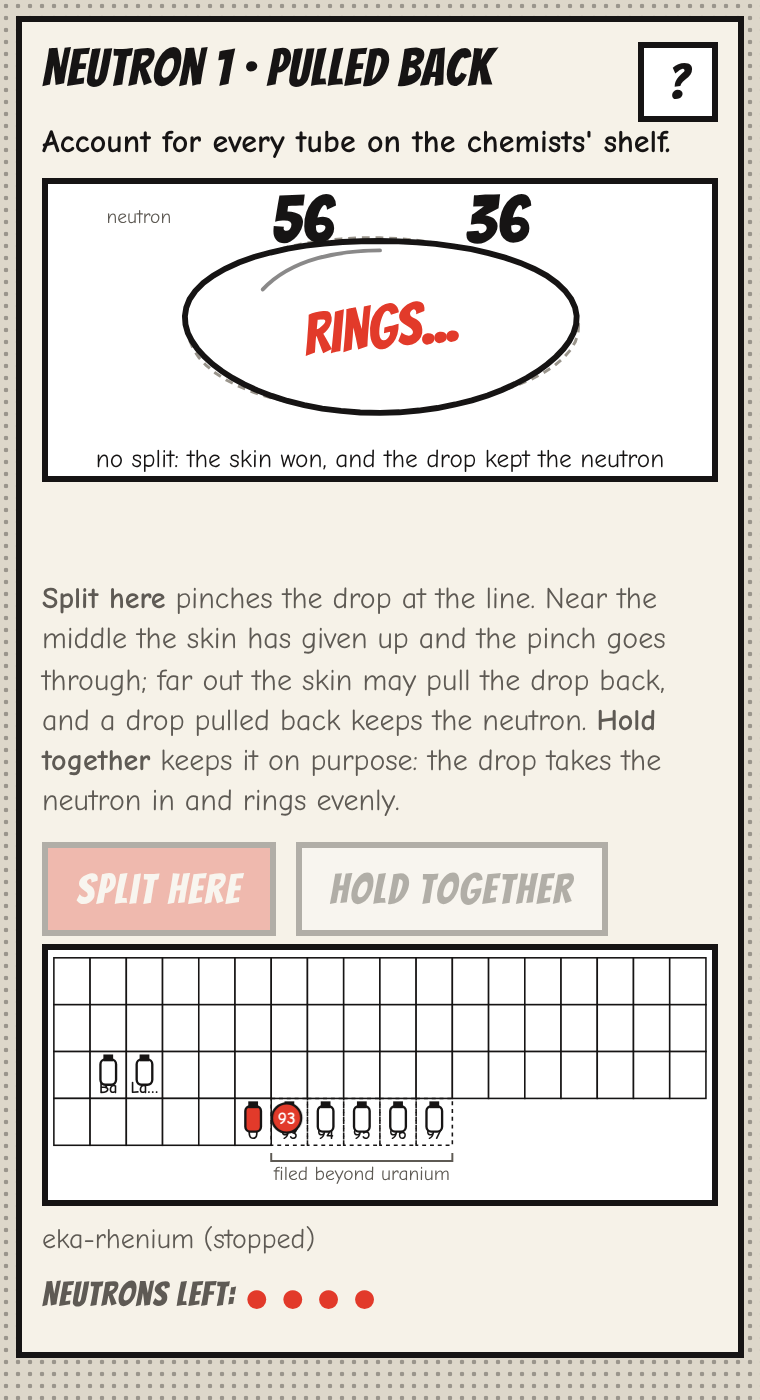 NEUTRON 1 • PULLED BACK
?
Account for every tube on the chemists' shelf.
neutron
56 36
RINGS...
no split: the skin won, and the drop kept the neutron
Split here pinches the drop at the line. Near the
middle the skin has given up and the pinch goes
through; far out the skin may pull the drop back,
and a drop pulled back keeps the neutron. Hold
together keeps it on purpose: the drop takes the
neutron in and rings evenly.
SPLIT HERE
HOLD TOGETHER
Ba La...
93
U 93 94 95 96 97
filed beyond uranium
eka-rhenium (stopped)
NEUTRONS LEFT: